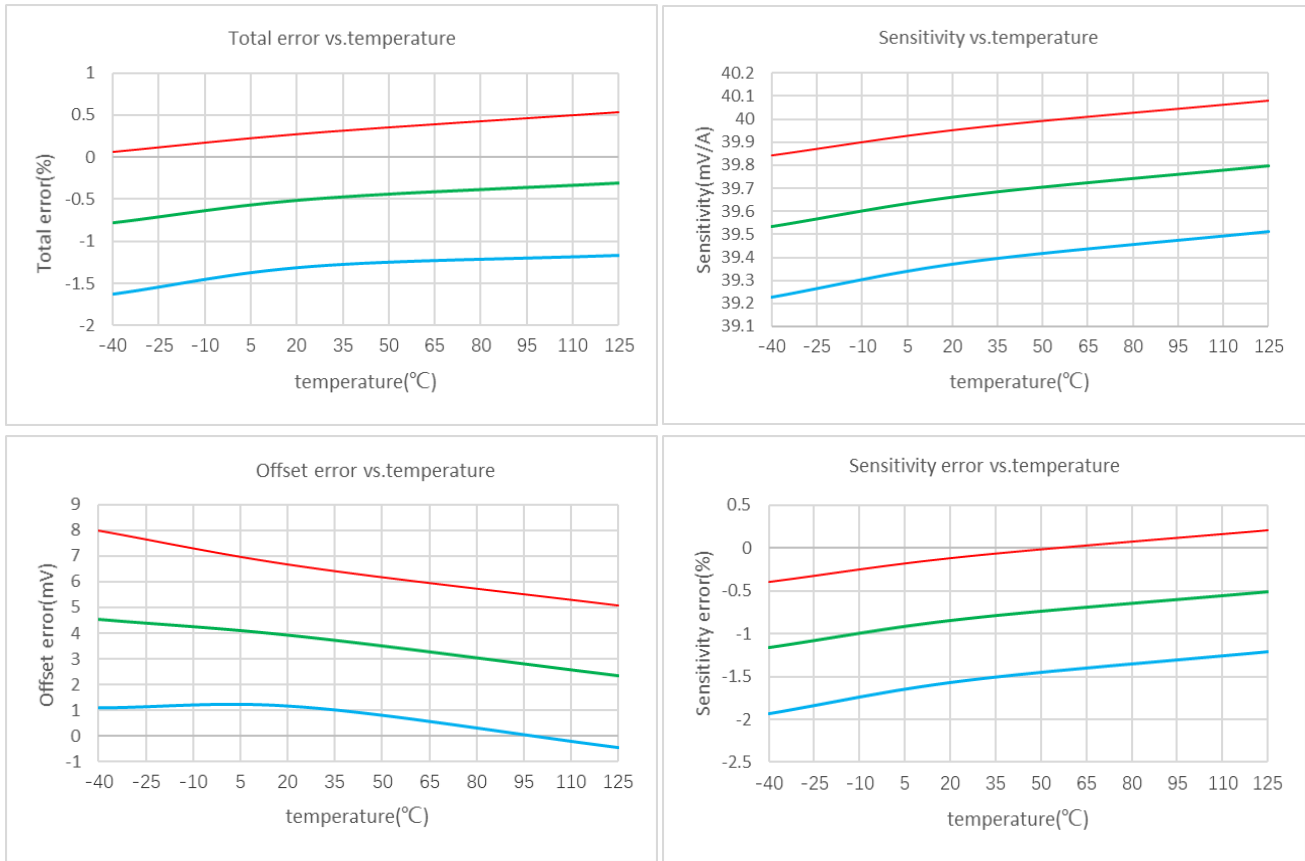 Total error vs.temperature
Total error(%)
1
0.5
0
-0.5
-1
-1.5
-2
-40 -25 -10 5 20 35 50 65 80 95 110 125
temperature(℃)
Sensitivity vs.temperature
Sensitivity(mV/A)
40.2
40.1
40
39.9
39.8
39.7
39.6
39.5
39.4
39.2
39.1
-40 -25 -10 5 20 35 50 65 80 95 110 125
temperature(℃)
Offset error vs.temperature
Offset error(mV)
9
8
7
6
5
4
3
2
1
0
-1
-40 -25 -10 5 20 35 50 65 80 95 110 125
temperature(℃)
Sensitivity error vs.temperature
Sensitivity error(%)
0.5
0
-0.5
-1
-1.5
-2
-2.5
-40 -25 -10 5 20 35 50 65 80 95 110 125
temperature(℃)